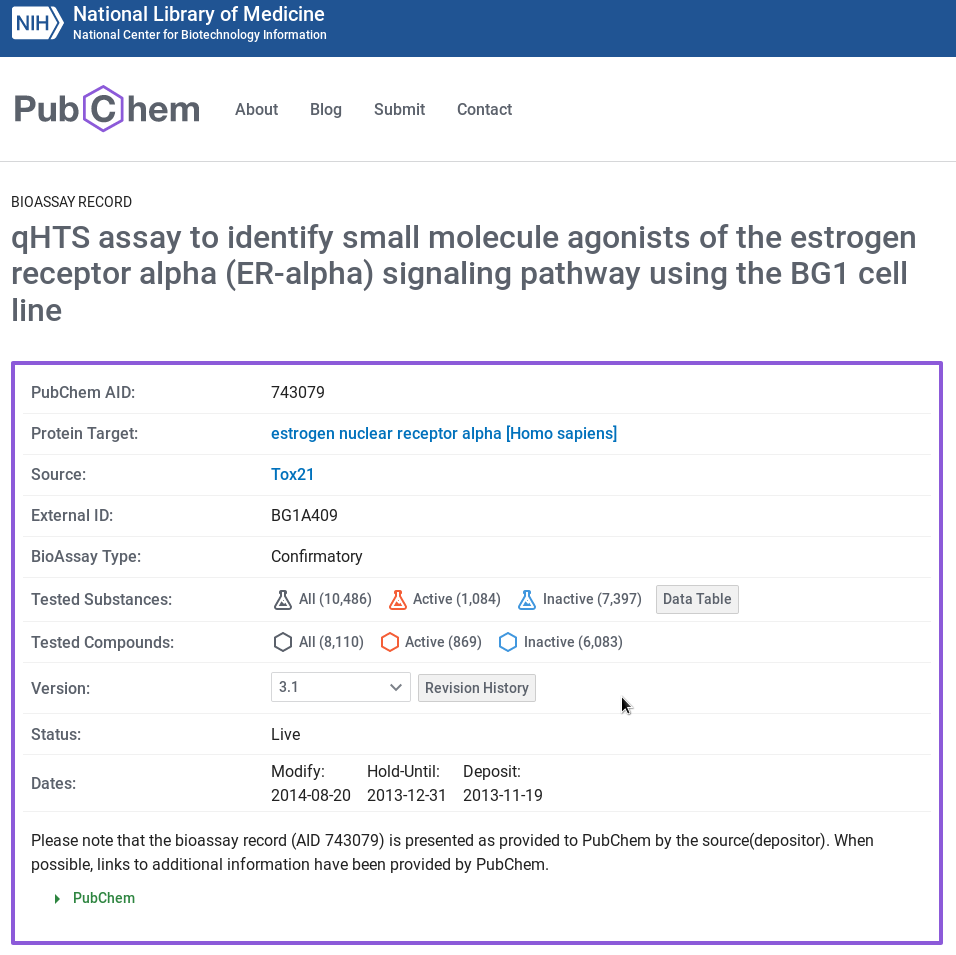 NIH
National Library of Medicine
National Center for Biotechnology Information
PubChem
About Blog Submit Contact
BIOASSAY RECORD
qHTS assay to identify small molecule agonists of the estrogen
receptor alpha (ER-alpha) signaling pathway using the BG1 cell
line
PubChem AID: 743079
Protein Target: estrogen nuclear receptor alpha [Homo sapiens]
Source: Tox21
External ID: BG1A409
BioAssay Type: Confirmatory
Tested Substances: All (10,486) Active (1,084) Inactive (7,397) Data Table
Tested Compounds: All (8,110) Active (869) Inactive (6,083)
Version: 3.1 Revision History
Status: Live
Dates: Modify: Hold-Until: Deposit:
2014-08-20 2013-12-31 2013-11-19
Please note that the bioassay record (AID 743079) is presented as provided to PubChem by the source(depositor). When
possible, links to additional information have been provided by PubChem.
PubChem